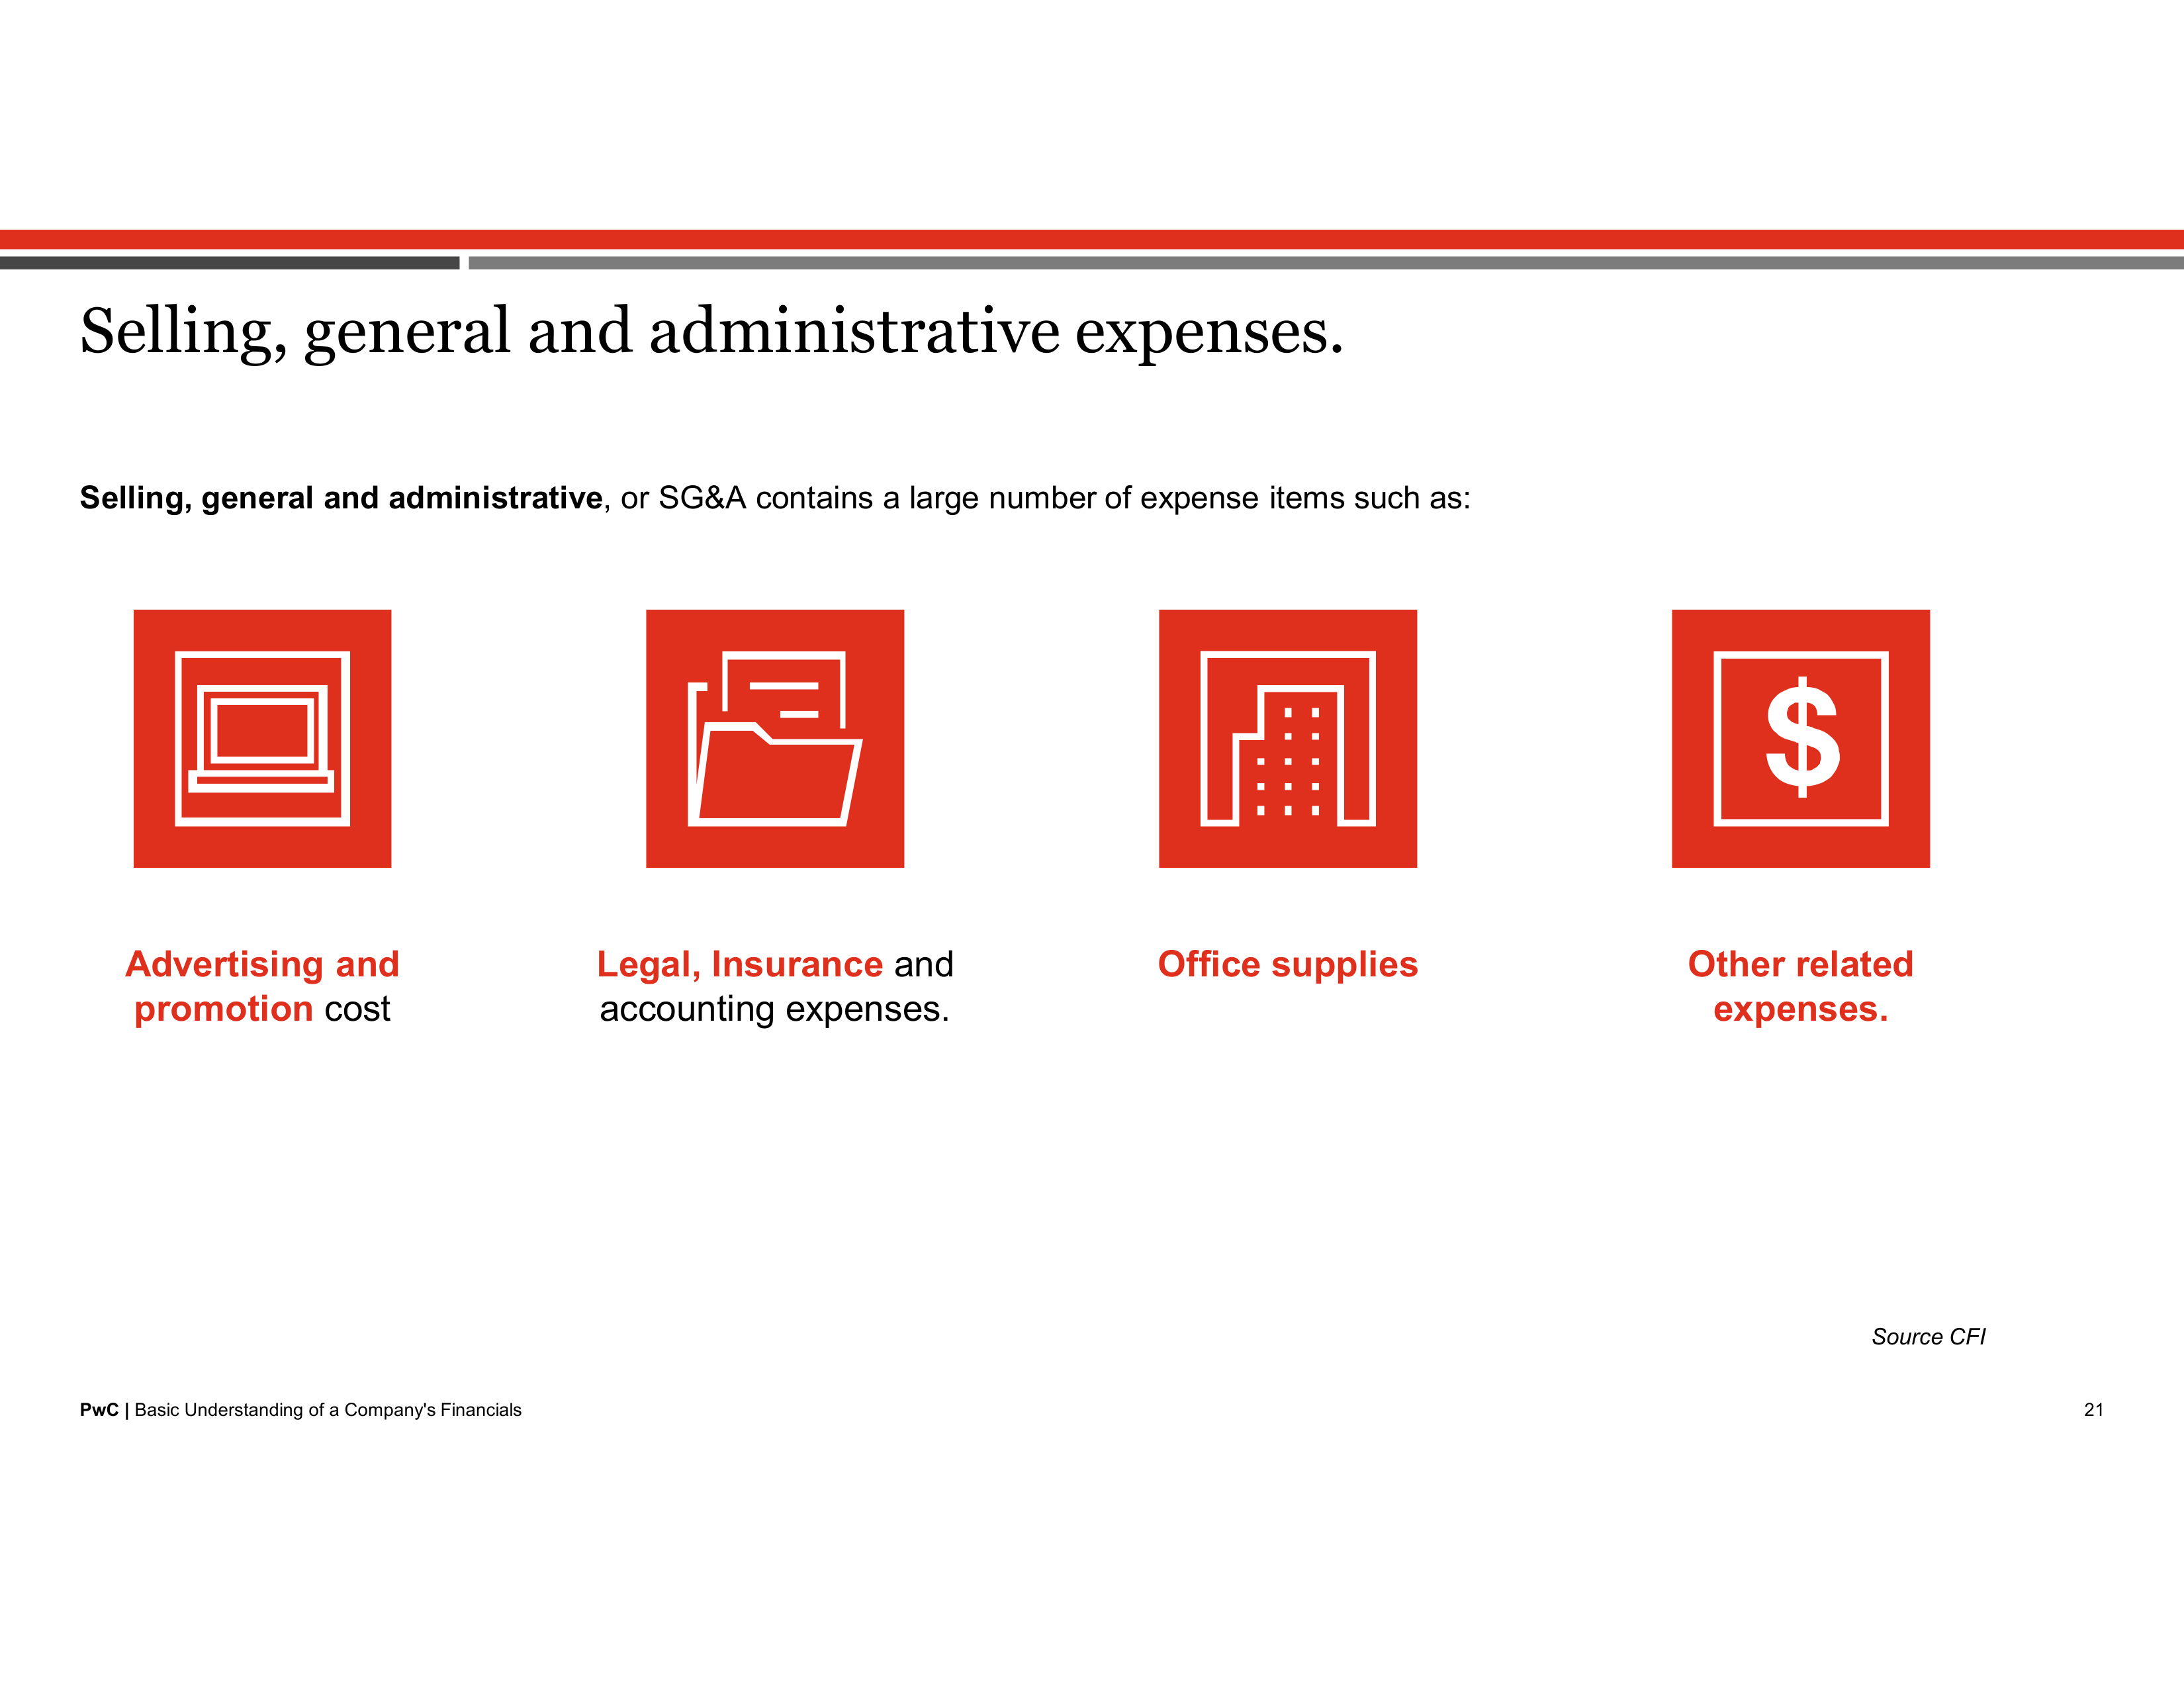 Selling, general and administrative expenses.
Selling, general and administrative, or SG&A contains a large number of expense items such as:
$
Advertising and
promotion cost
Legal, Insurance and
accounting expenses.
Office supplies
Other related
expenses.
Source CFI
PwC | Basic Understanding of a Company's Financials
21